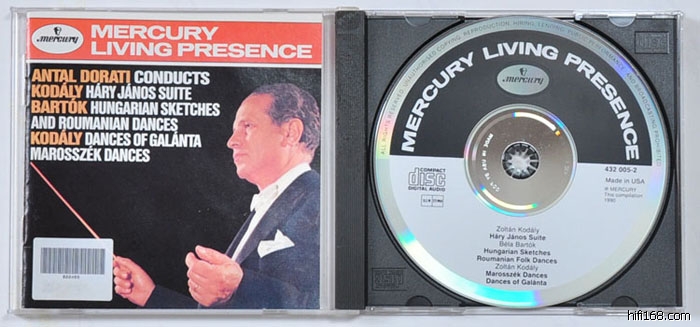 mercury
MERCURY
LIVING PRESENCE
ANTAL DORATI CONDUCTS
KODÁLY HÁRY JÁNOS SUITE
BARTÓK HUNGARIAN SKETCHES
AND ROUMANIAN DANCES
KODÁLY DANCES OF GALÁNTA
MAROSSZÉK DANCES
MERCURY LIVING PRESENCE
mercury
COMPACT
disc
DIGITAL AUDIO
432 005-2
Made in USA
℗ MERCURY
This compilation
1990
Zoltán Kodály
Háry János Suite
Béla Bartók
Hungarian Sketches
Roumanian Folk Dances
Zoltán Kodály
Marosszék Dances
Dances of Galánta
hifi168.com